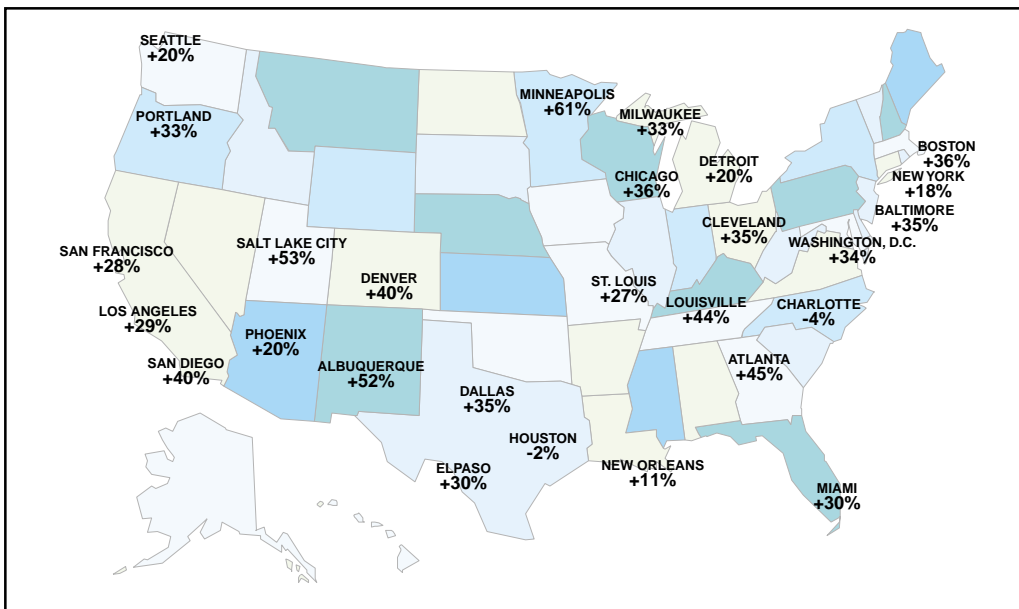 SEATTLE
+20%
PORTLAND
+33%
MINNEAPOLIS
+61%
MILWAUKEE
+33%
BOSTON
+36%
DETROIT
+20%
CHICAGO
+36%
NEW YORK
+18%
BALTIMORE
+35%
CLEVELAND
+35%
WASHINGTON, D.C.
+34%
SAN FRANCISCO
+28%
SALT LAKE CITY
+53%
DENVER
+40%
ST. LOUIS
+27%
LOUISVILLE
+44%
CHARLOTTE
-4%
LOS ANGELES
+29%
PHOENIX
+20%
SAN DIEGO
+40%
ALBUQUERQUE
+52%
ATLANTA
+45%
DALLAS
+35%
HOUSTON
-2%
ELPASO
+30%
NEW ORLEANS
+11%
MIAMI
+30%